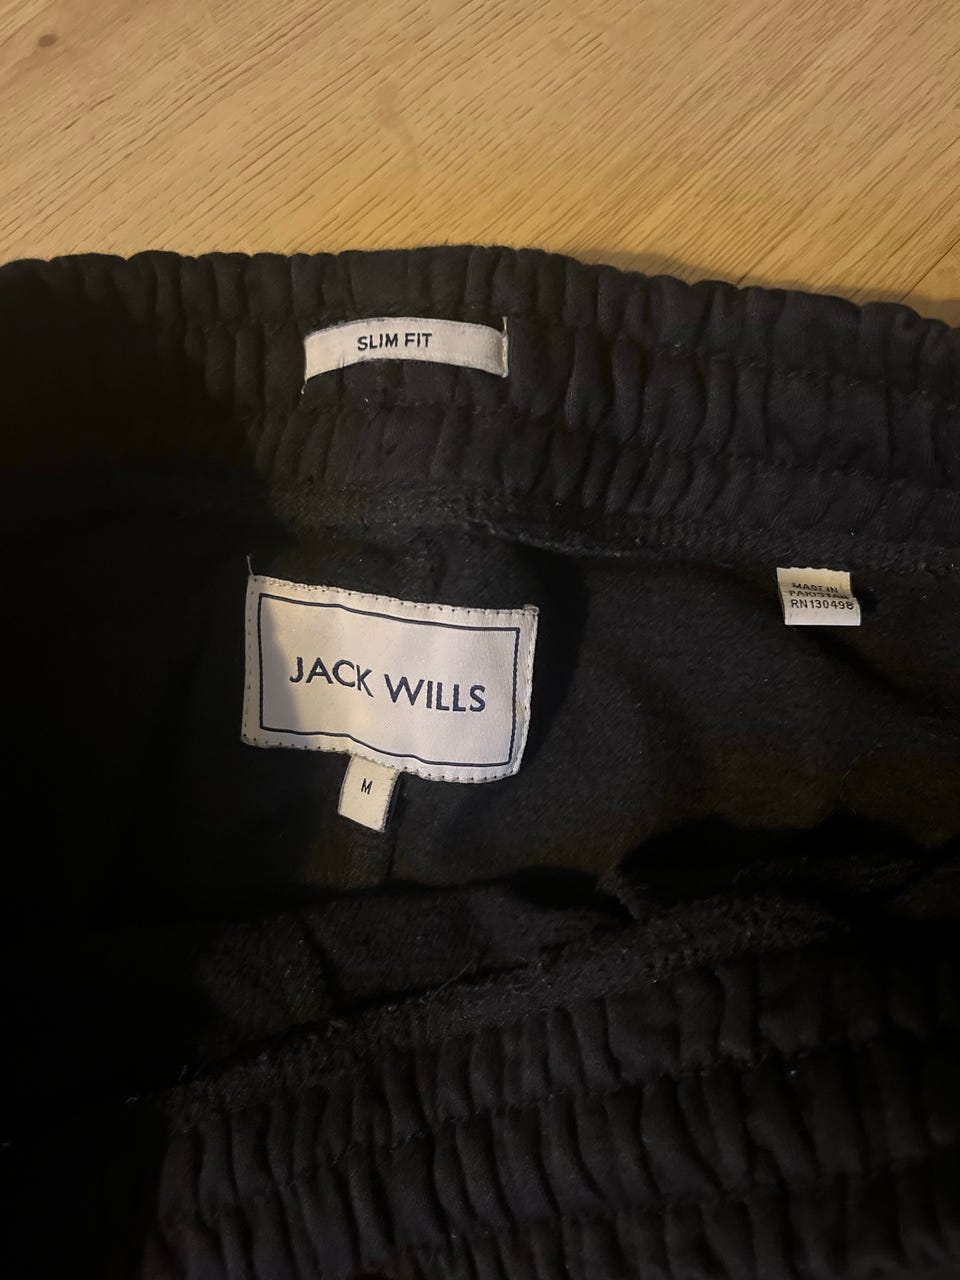 SLIM FIT
JACK WILLS
M
MADE IN
PAKISTAN
RN130498